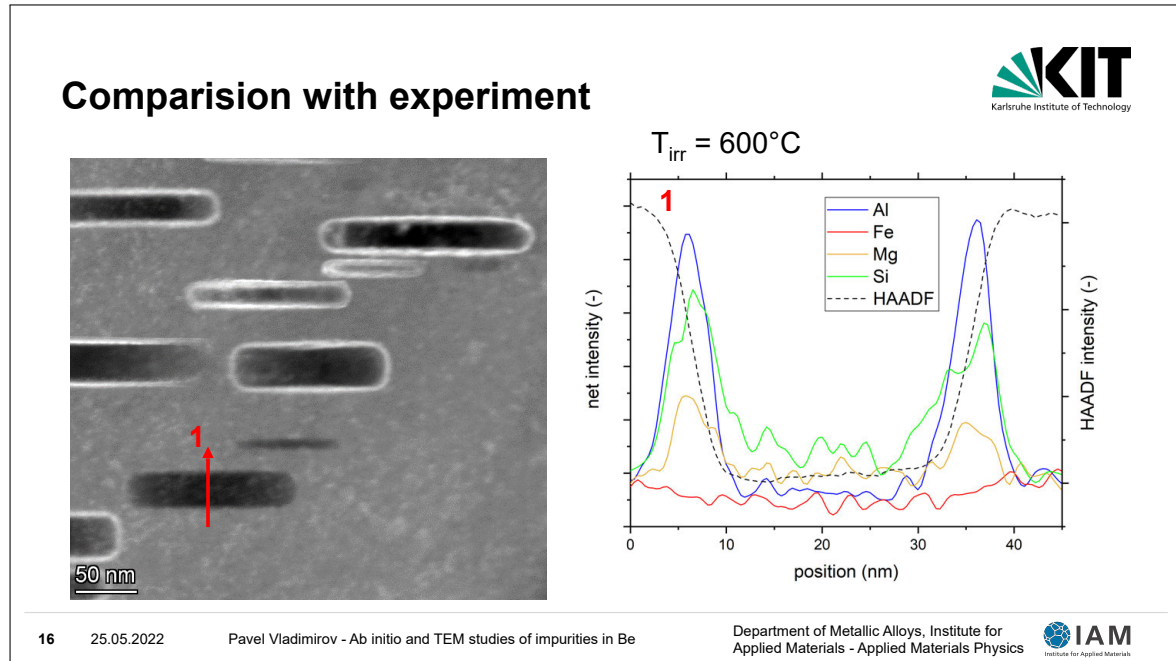 Comparision with experiment
KIT
Karlsruhe Institute of Technology
T_irr = 600°C
1
50 nm
1
Al
Fe
Mg
Si
HAADF
net intensity (-)
HAADF intensity (-)
0 10 20 30 40
position (nm)
16 25.05.2022 Pavel Vladimirov - Ab initio and TEM studies of impurities in Be
Department of Metallic Alloys, Institute for
Applied Materials - Applied Materials Physics
IAM
Institute for Applied Materials